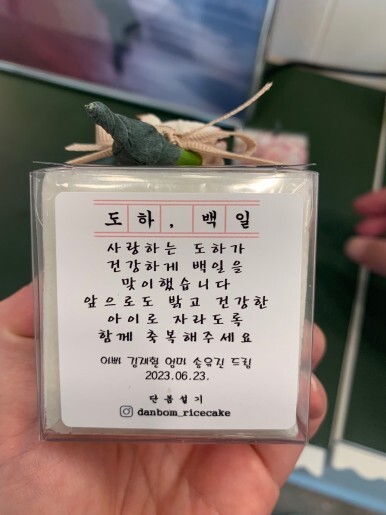 도하, 백일
사랑하는 도하가
건강하게 백일을
맞이했습니다
앞으로도 밝고 건강한
아이로 자라도록
함께 축복해주세요
아빠 김재훤 엄마 송유진 드림
2023.06.23.
단봄설기
danbom_ricecake